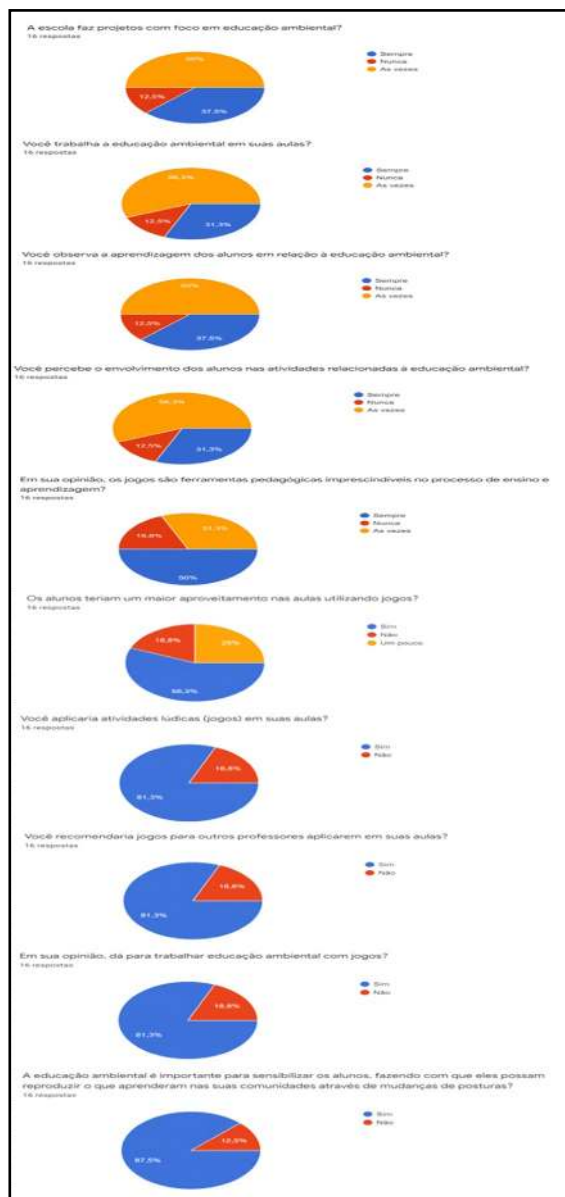 A escola faz projetos com foco em educação ambiental?
16 respostas
50%
12,5%
37,5%
Sempre
Nunca
As vezes
Você trabalha a educação ambiental em suas aulas?
16 respostas
56,3%
12,5%
31,3%
Sempre
Nunca
As vezes
Você observa a aprendizagem dos alunos em relação à educação ambiental?
16 respostas
50%
12,5%
37,5%
Sempre
Nunca
As vezes
Você percebe o envolvimento dos alunos nas atividades relacionadas à educação ambiental?
16 respostas
56,3%
12,5%
31,3%
Sempre
Nunca
As vezes
Em sua opinião, os jogos são ferramentas pedagógicas imprescindíveis no processo de ensino e
aprendizagem?
16 respostas
18,8%
31,3%
50%
Sempre
Nunca
As vezes
Os alunos teriam um maior aproveitamento nas aulas utilizando jogos?
16 respostas
18,8%
25%
56,3%
Sim
Não
Um pouco
Você aplicaria atividades lúdicas (jogos) em suas aulas?
16 respostas
18,8%
81,3%
Sim
Não
Você recomendaria jogos para outros professores aplicarem em suas aulas?
16 respostas
18,8%
81,3%
Sim
Não
Em sua opinião, dá para trabalhar educação ambiental com jogos?
16 respostas
18,8%
81,3%
Sim
Não
A educação ambiental é importante para sensibilizar os alunos, fazendo com que eles possam
reproduzir o que aprenderam nas suas comunidades através de mudanças de posturas?
16 respostas
12,5%
87,5%
Sim
Não